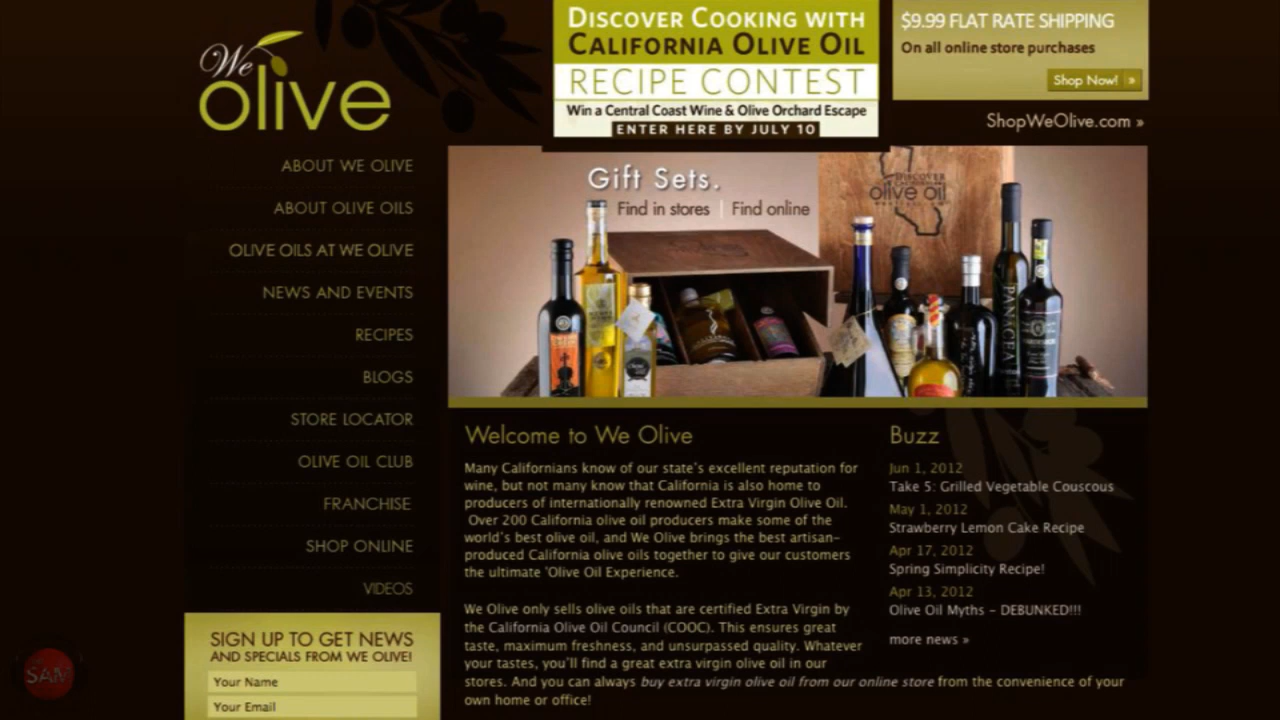 We
olive
DISCOVER COOKING WITH
CALIFORNIA OLIVE OIL
RECIPE CONTEST
Win a Central Coast Wine & Olive Orchard Escape
ENTER HERE BY JULY 10
$9.99 FLAT RATE SHIPPING
On all online store purchases
Shop Now! »
ShopWeOlive.com »
ABOUT WE OLIVE
ABOUT OLIVE OILS
OLIVE OILS AT WE OLIVE
NEWS AND EVENTS
RECIPES
BLOGS
STORE LOCATOR
OLIVE OIL CLUB
FRANCHISE
SHOP ONLINE
VIDEOS
SIGN UP TO GET NEWS
AND SPECIALS FROM WE OLIVE!
Your Name
Your Email
SAM
Gift Sets.
Find in stores | Find online
DISCOVER
olive oil
PANACEA
Welcome to We Olive
Many Californians know of our state's excellent reputation for
wine, but not many know that California is also home to
producers of internationally renowned Extra Virgin Olive Oil.
Over 200 California olive oil producers make some of the
world's best olive oil, and We Olive brings the best artisan-
produced California olive oils together to give our customers
the ultimate 'Olive Oil Experience.
We Olive only sells olive oils that are certified Extra Virgin by
the California Olive Oil Council (COOC). This ensures great
taste, maximum freshness, and unsurpassed quality. Whatever
your tastes, you'll find a great extra virgin olive oil in our
stores. And you can always buy extra virgin olive oil from our online store from the convenience of your
own home or office!
Buzz
Jun 1, 2012
Take 5: Grilled Vegetable Couscous
May 1, 2012
Strawberry Lemon Cake Recipe
Apr 17, 2012
Spring Simplicity Recipe!
Apr 13, 2012
Olive Oil Myths - DEBUNKED!!!
more news »